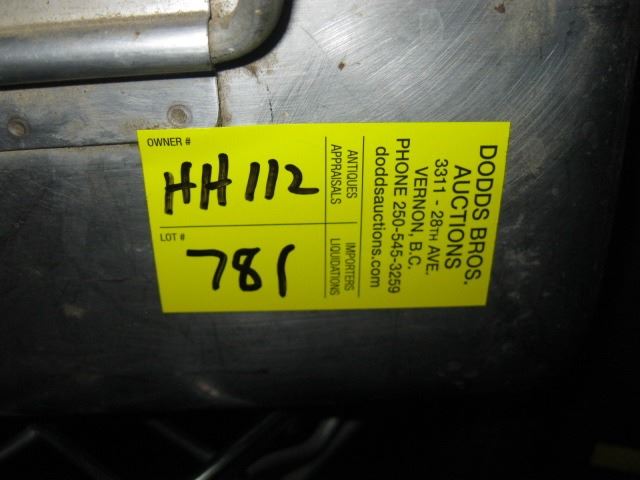 OWNER #
HH 112
LOT #
781
ANTIQUES
APPRAISALS
IMPORTERS
LIQUIDATIONS
DODDS BROS.
AUCTIONS
3311 - 28TH AVE.
VERNON, B.C.
PHONE 250-545-3259
doddsauctions.com